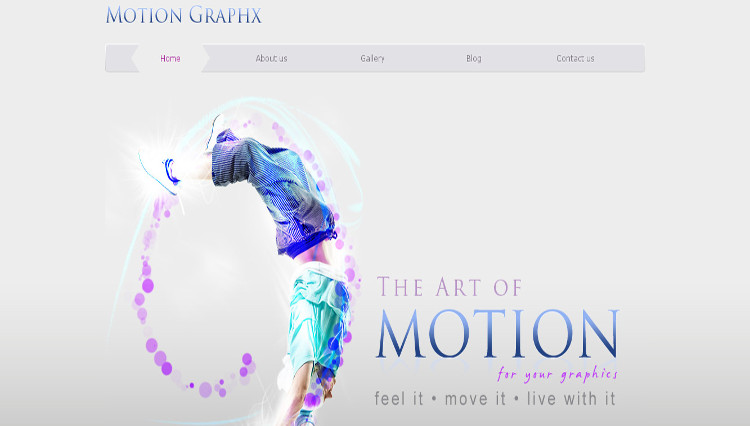 Motion Graphx
Home About us Gallery Blog Contact us
The Art of
MOTION
for your graphics
feel it • move it • live with it